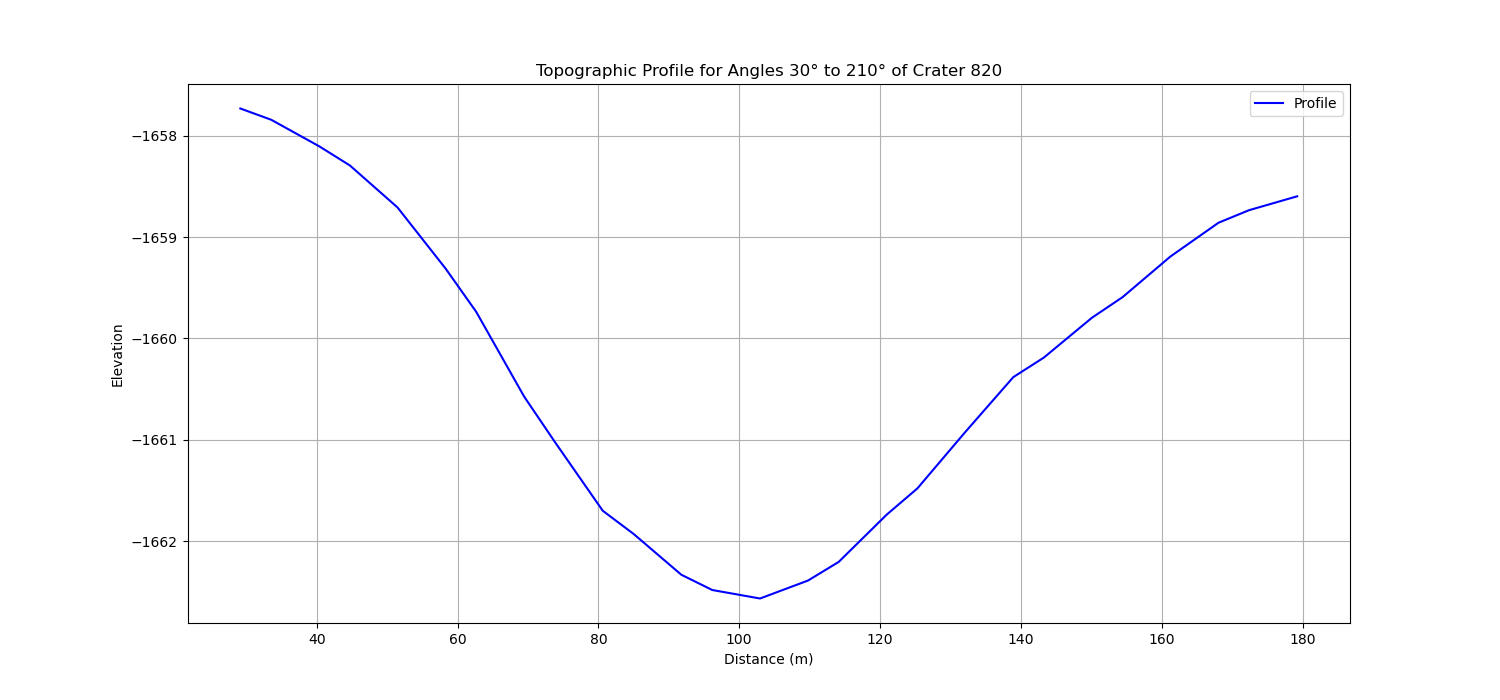 Topographic Profile for Angles 30° to 210° of Crater 820
Profile
−1658
−1659
−1660
−1661
−1662
Elevation
40 60 80 100 120 140 160 180
Distance (m)